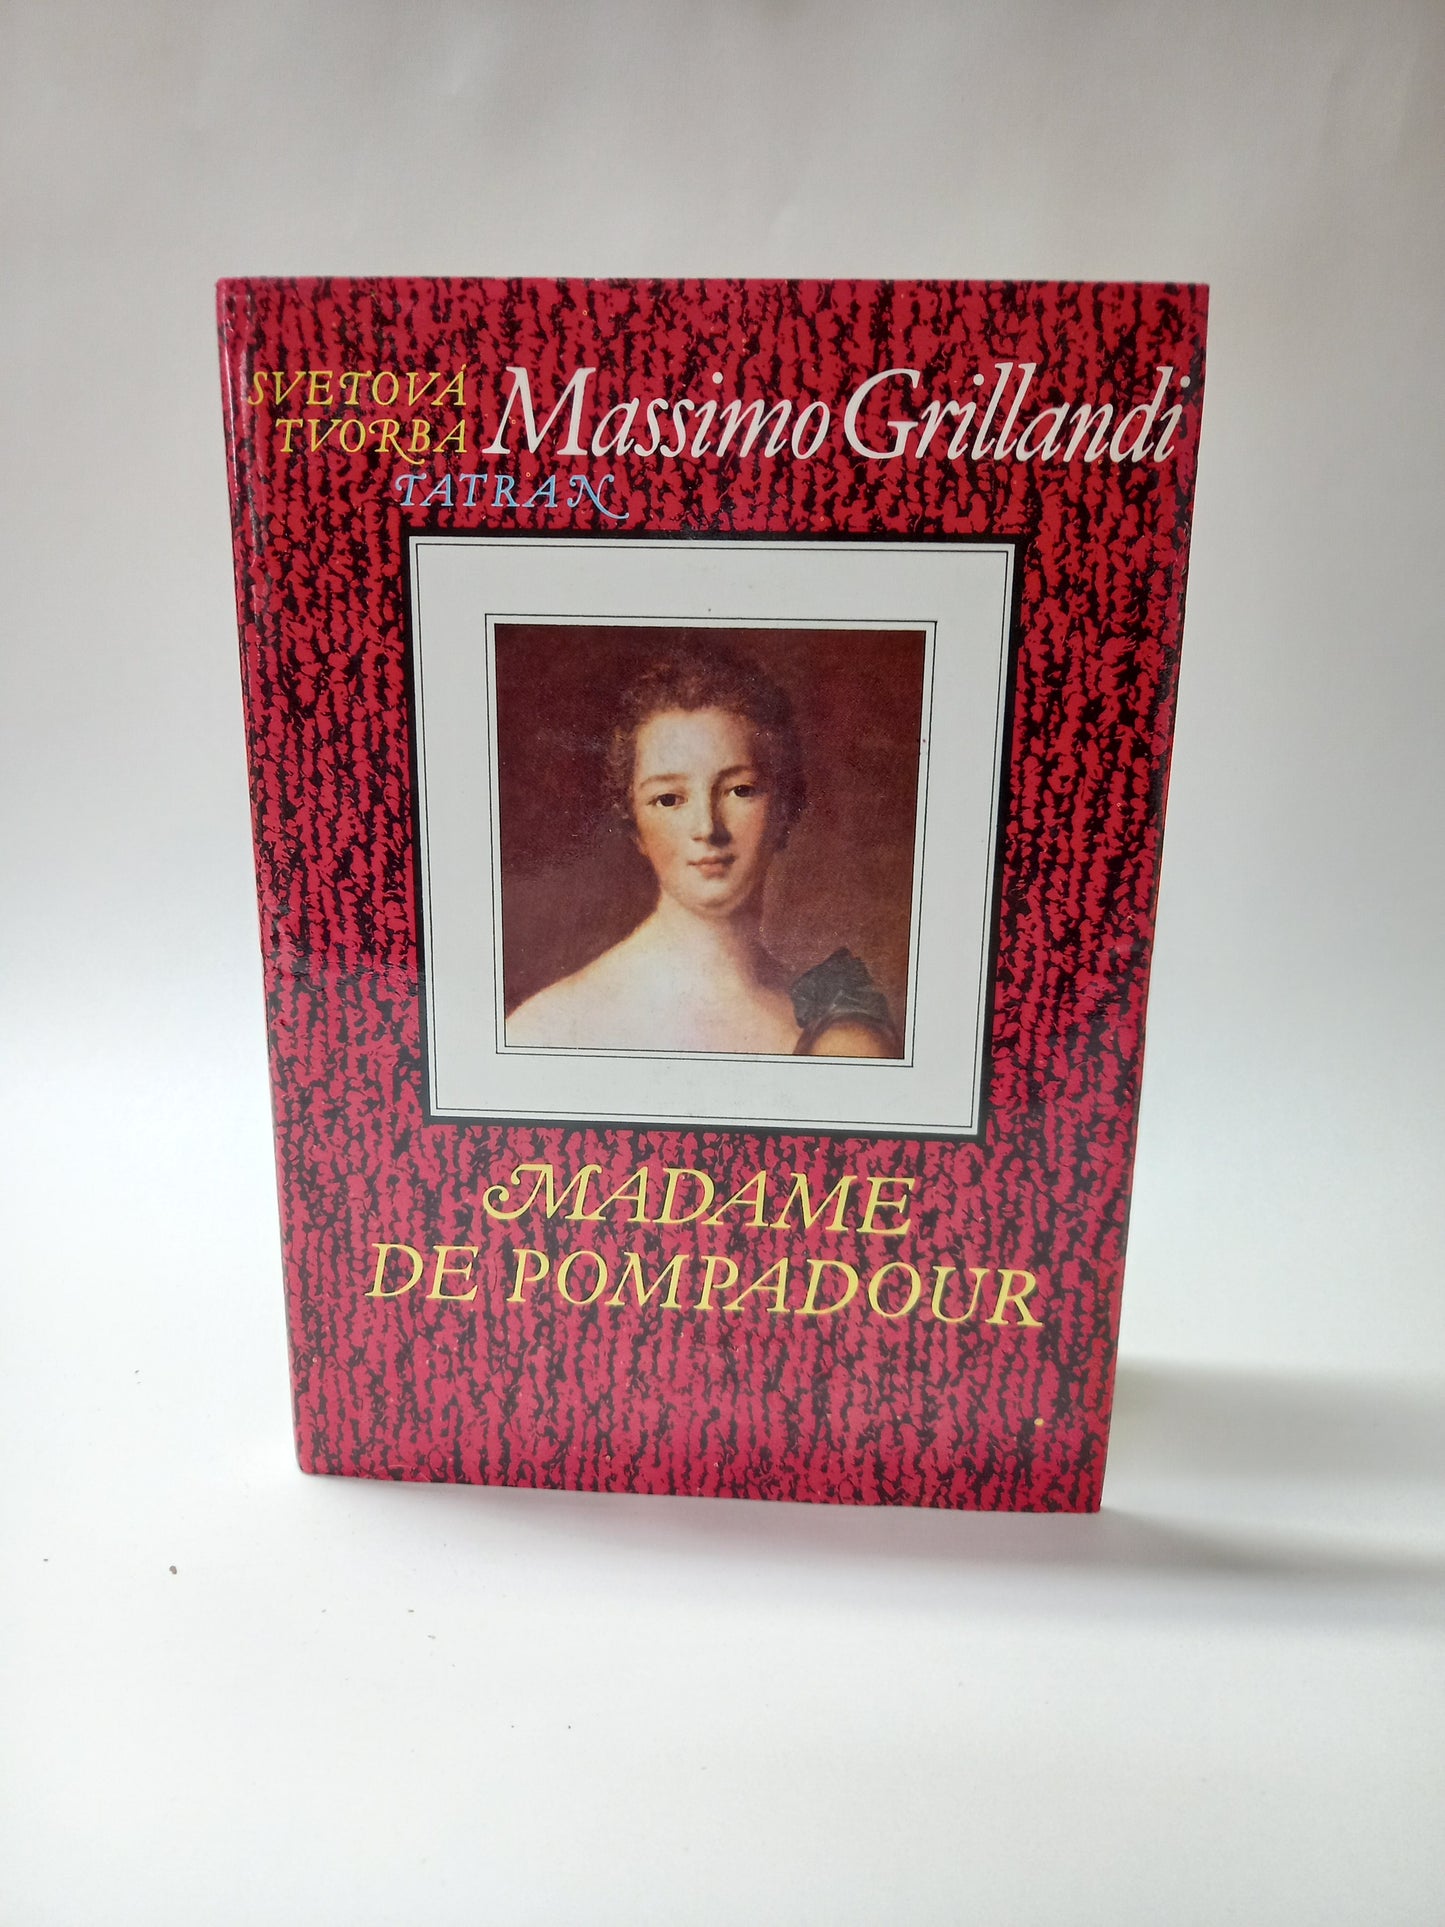 SVETOVÁ
TVORBA
TATRAN
Massimo Grillandi
MADAME
DE POMPADOUR